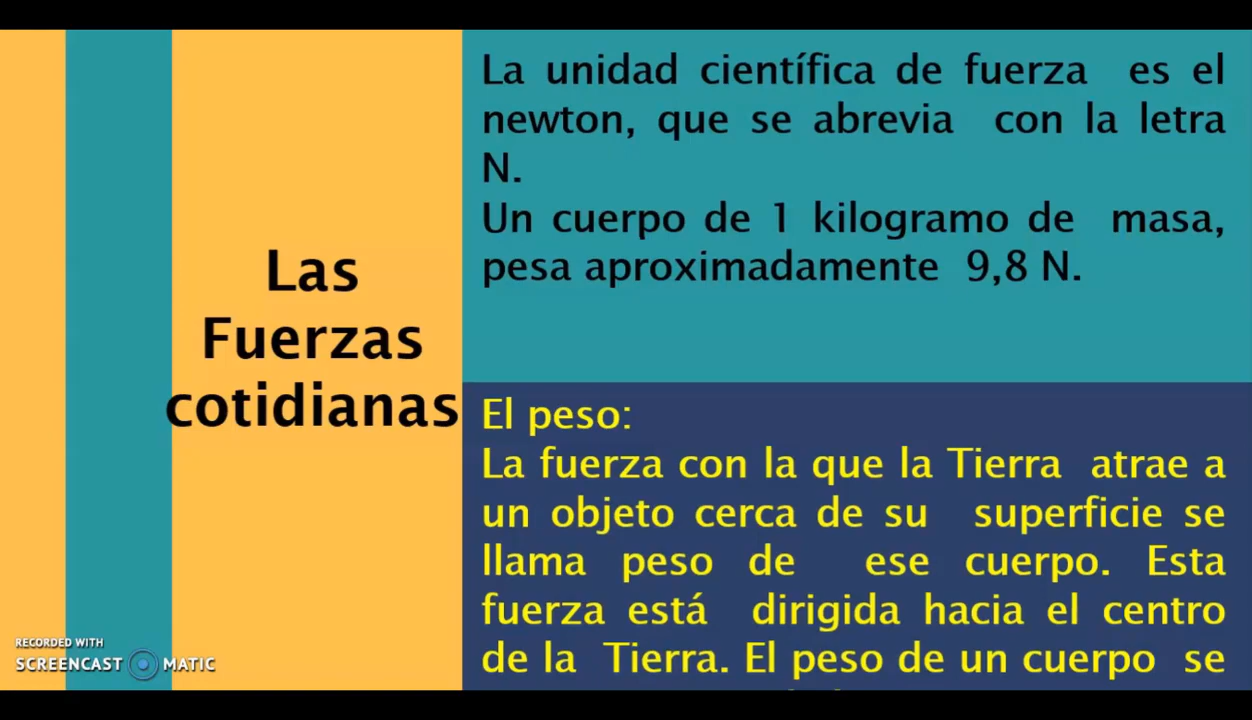 Las
Fuerzas
cotidianas
La unidad científica de fuerza es el
newton, que se abrevia con la letra
N.
Un cuerpo de 1 kilogramo de masa,
pesa aproximadamente 9,8 N.
El peso:
La fuerza con la que la Tierra atrae a
un objeto cerca de su superficie se
llama peso de ese cuerpo. Esta
fuerza está dirigida hacia el centro
de la Tierra. El peso de un cuerpo se
RECORDED WITH
SCREENCAST MATIC